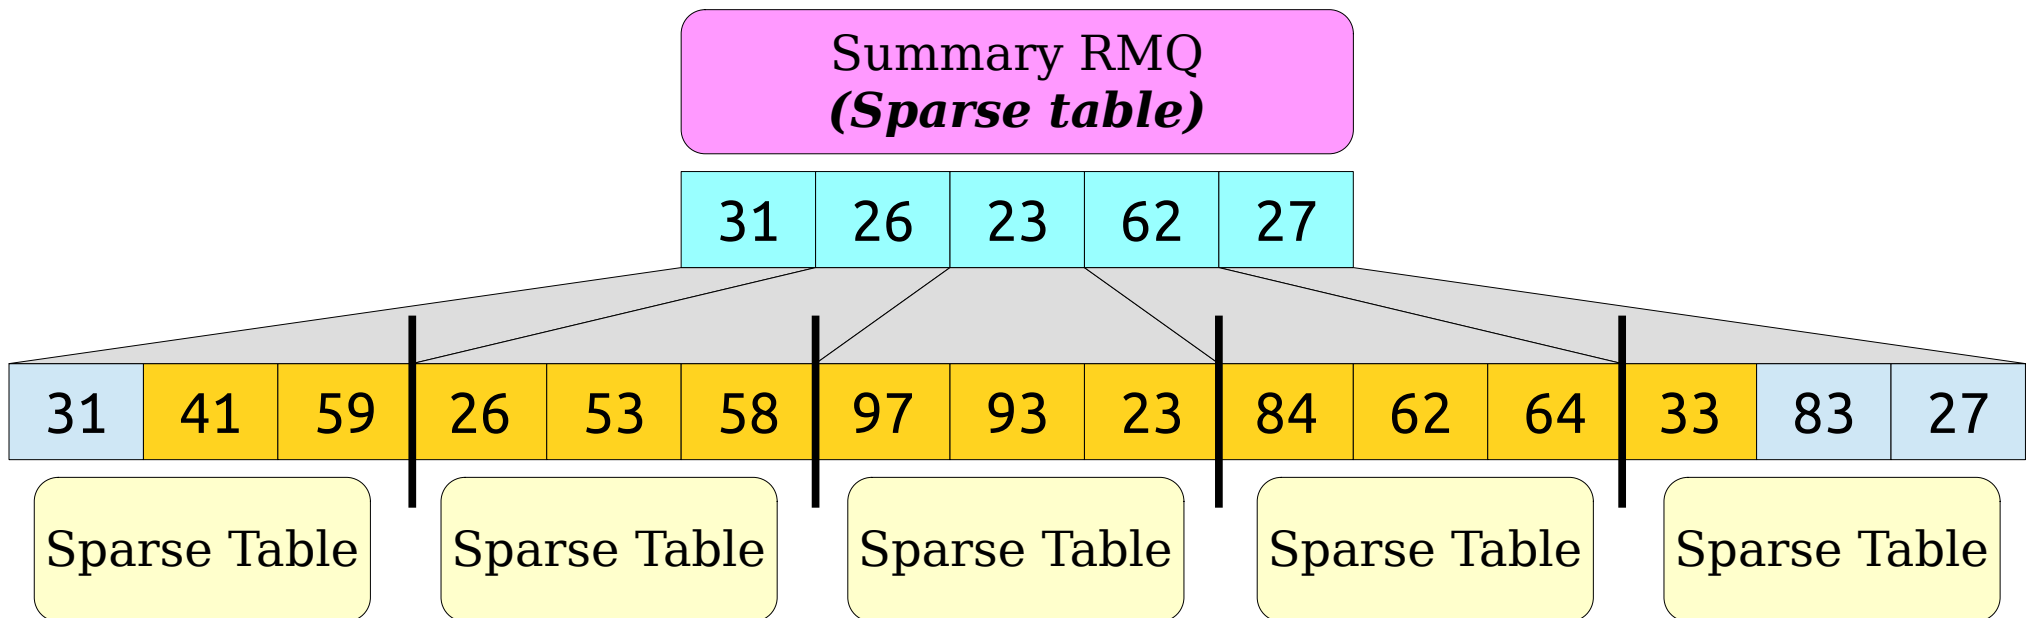 Summary RMQ
(Sparse table)
31 26 23 62 27
31 41 59 26 53 58 97 93 23 84 62 64 33 83 27
Sparse Table Sparse Table Sparse Table Sparse Table Sparse Table